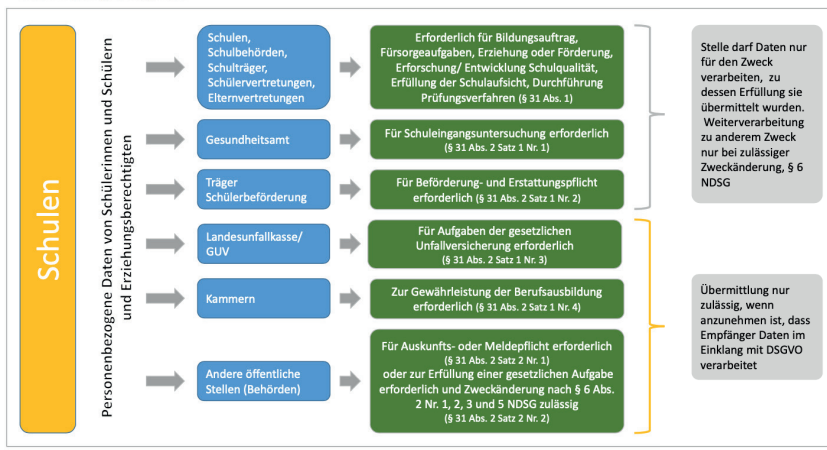 Schulen
Personenbezogene Daten von Schülerinnen und Schülern
und Erziehungsberechtigten
Schulen,
Schulbehörden,
Schulträger,
Schülervertretungen,
Elternvertretungen
Erforderlich für Bildungsauftrag,
Fürsorgeaufgaben, Erziehung oder Förderung,
Erforschung/ Entwicklung Schulqualität,
Erfüllung der Schulaufsicht, Durchführung
Prüfungsverfahren (§ 31 Abs. 1)
Gesundheitsamt
Für Schuleingangsuntersuchung erforderlich
(§ 31 Abs. 2 Satz 1 Nr. 1)
Träger
Schülerbeförderung
Für Beförderung- und Erstattungspflicht
erforderlich (§ 31 Abs. 2 Satz 1 Nr. 2)
Stelle darf Daten nur
für den Zweck
verarbeiten, zu
dessen Erfüllung sie
übermittelt wurden.
Weiterverarbeitung
zu anderem Zweck
nur bei zulässiger
Zweckänderung, § 6
NDSG
Landesunfallkasse/
GUV
Für Aufgaben der gesetzlichen
Unfallversicherung erforderlich
(§ 31 Abs. 2 Satz 1 Nr. 3)
Kammern
Zur Gewährleistung der Berufsausbildung
erforderlich (§ 31 Abs. 2 Satz 1 Nr. 4)
Andere öffentliche
Stellen (Behörden)
Für Auskunfts- oder Meldepflicht erforderlich
(§ 31 Abs. 2 Satz 2 Nr. 1)
oder zur Erfüllung einer gesetzlichen Aufgabe
erforderlich und Zweckänderung nach § 6 Abs.
2 Nr. 1, 2, 3 und 5 NDSG zulässig
(§ 31 Abs. 2 Satz 2 Nr. 2)
Übermittlung nur
zulässig, wenn
anzunehmen ist, dass
Empfänger Daten im
Einklang mit DSGVO
verarbeitet